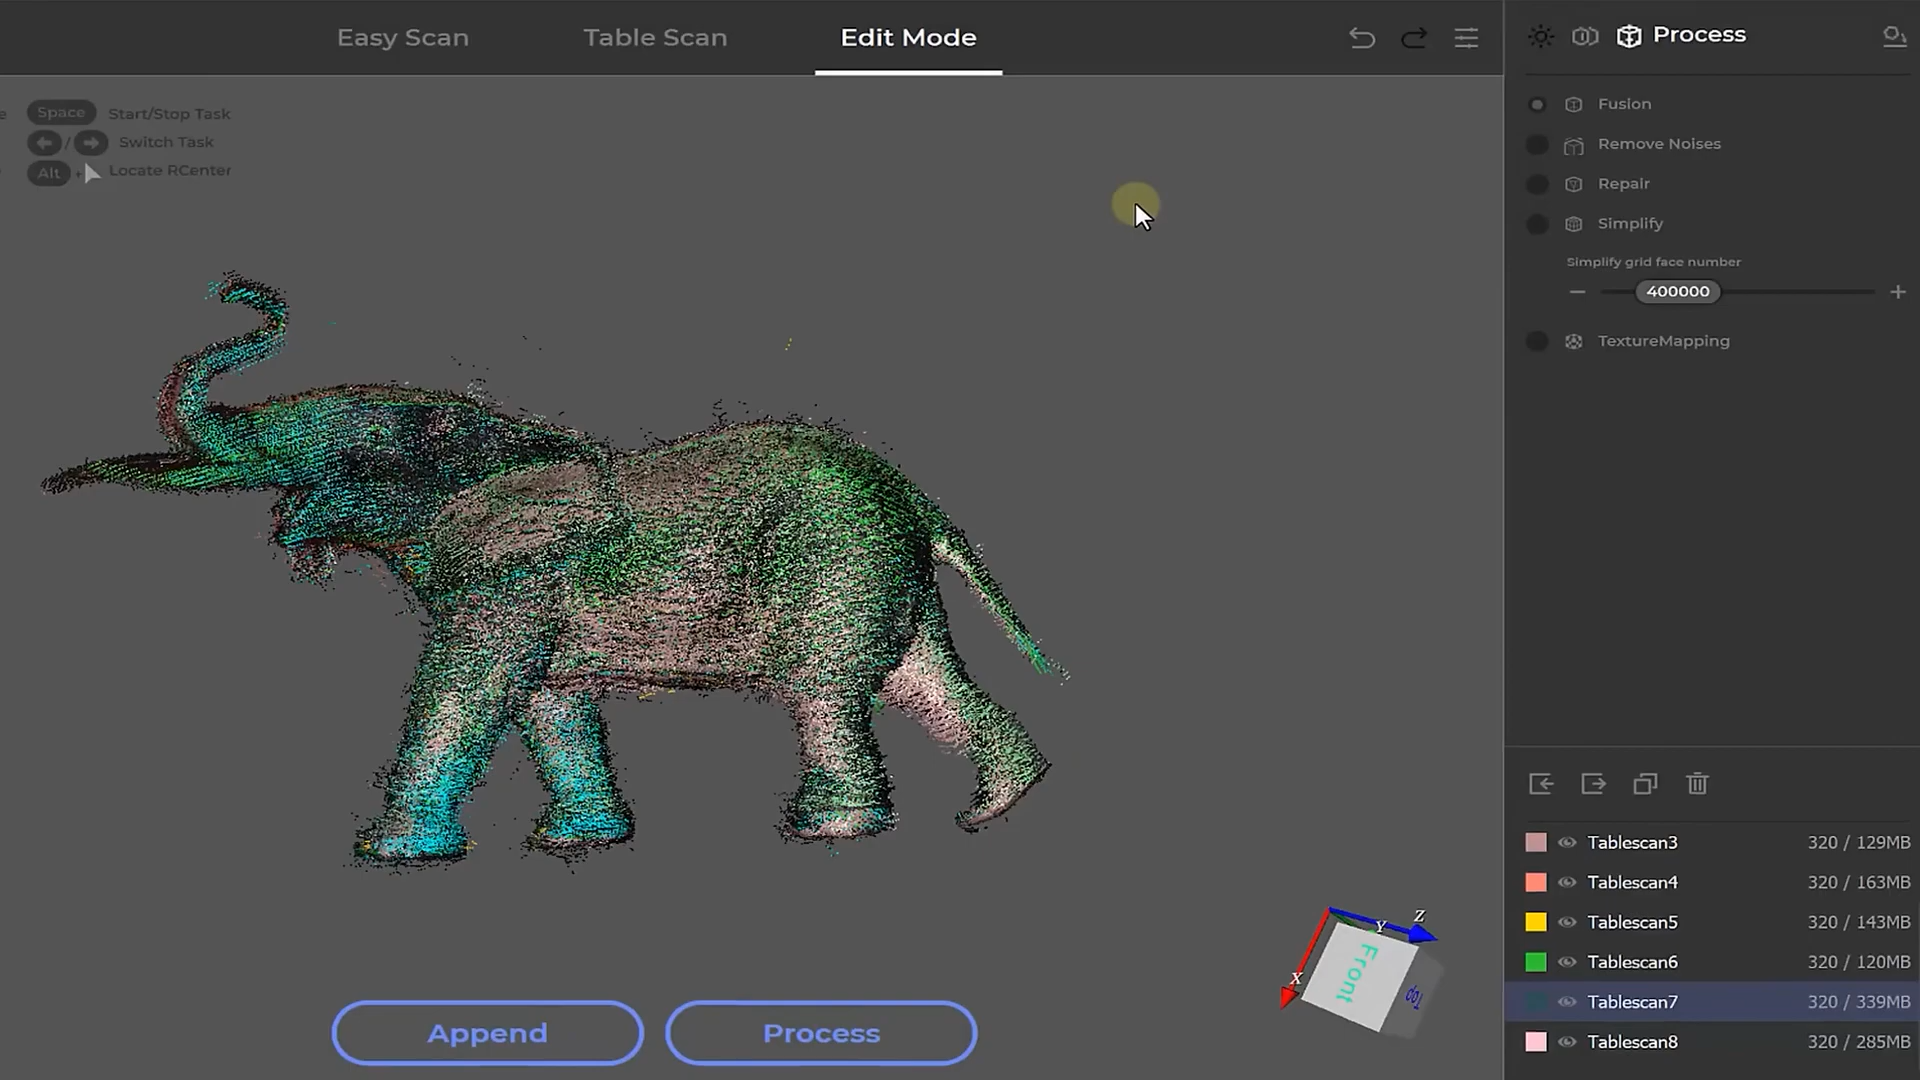 Easy Scan Table Scan Edit Mode
Process
e Space Start/Stop Task
/ Switch Task
Alt + Locate RCenter
Fusion
Remove Noises
Repair
Simplify
Simplify grid face number
− 400000 +
TextureMapping
Tablescan3 320 / 129MB
Tablescan4 320 / 163MB
Tablescan5 320 / 143MB
Tablescan6 320 / 120MB
Tablescan7 320 / 339MB
Tablescan8 320 / 285MB
Z
Y
X
Front
Top
Append Process